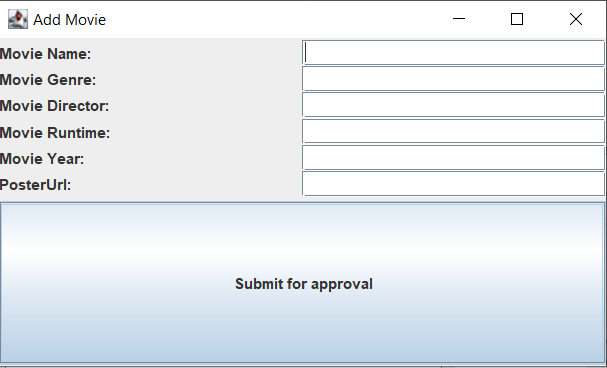 Add Movie
Movie Name:
Movie Genre:
Movie Director:
Movie Runtime:
Movie Year:
PosterUrl:
Submit for approval